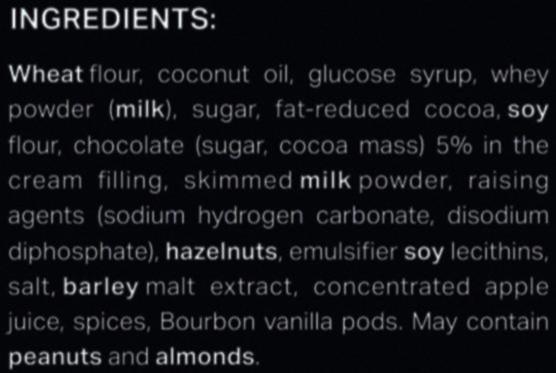 INGREDIENTS:
Wheat flour, coconut oil, glucose syrup, whey
powder (milk), sugar, fat-reduced cocoa, soy
flour, chocolate (sugar, cocoa mass) 5% in the
cream filling, skimmed milk powder, raising
agents (sodium hydrogen carbonate, disodium
diphosphate), hazelnuts, emulsifier soy lecithins,
salt, barley malt extract, concentrated apple
juice, spices, Bourbon vanilla pods. May contain
peanuts and almonds.